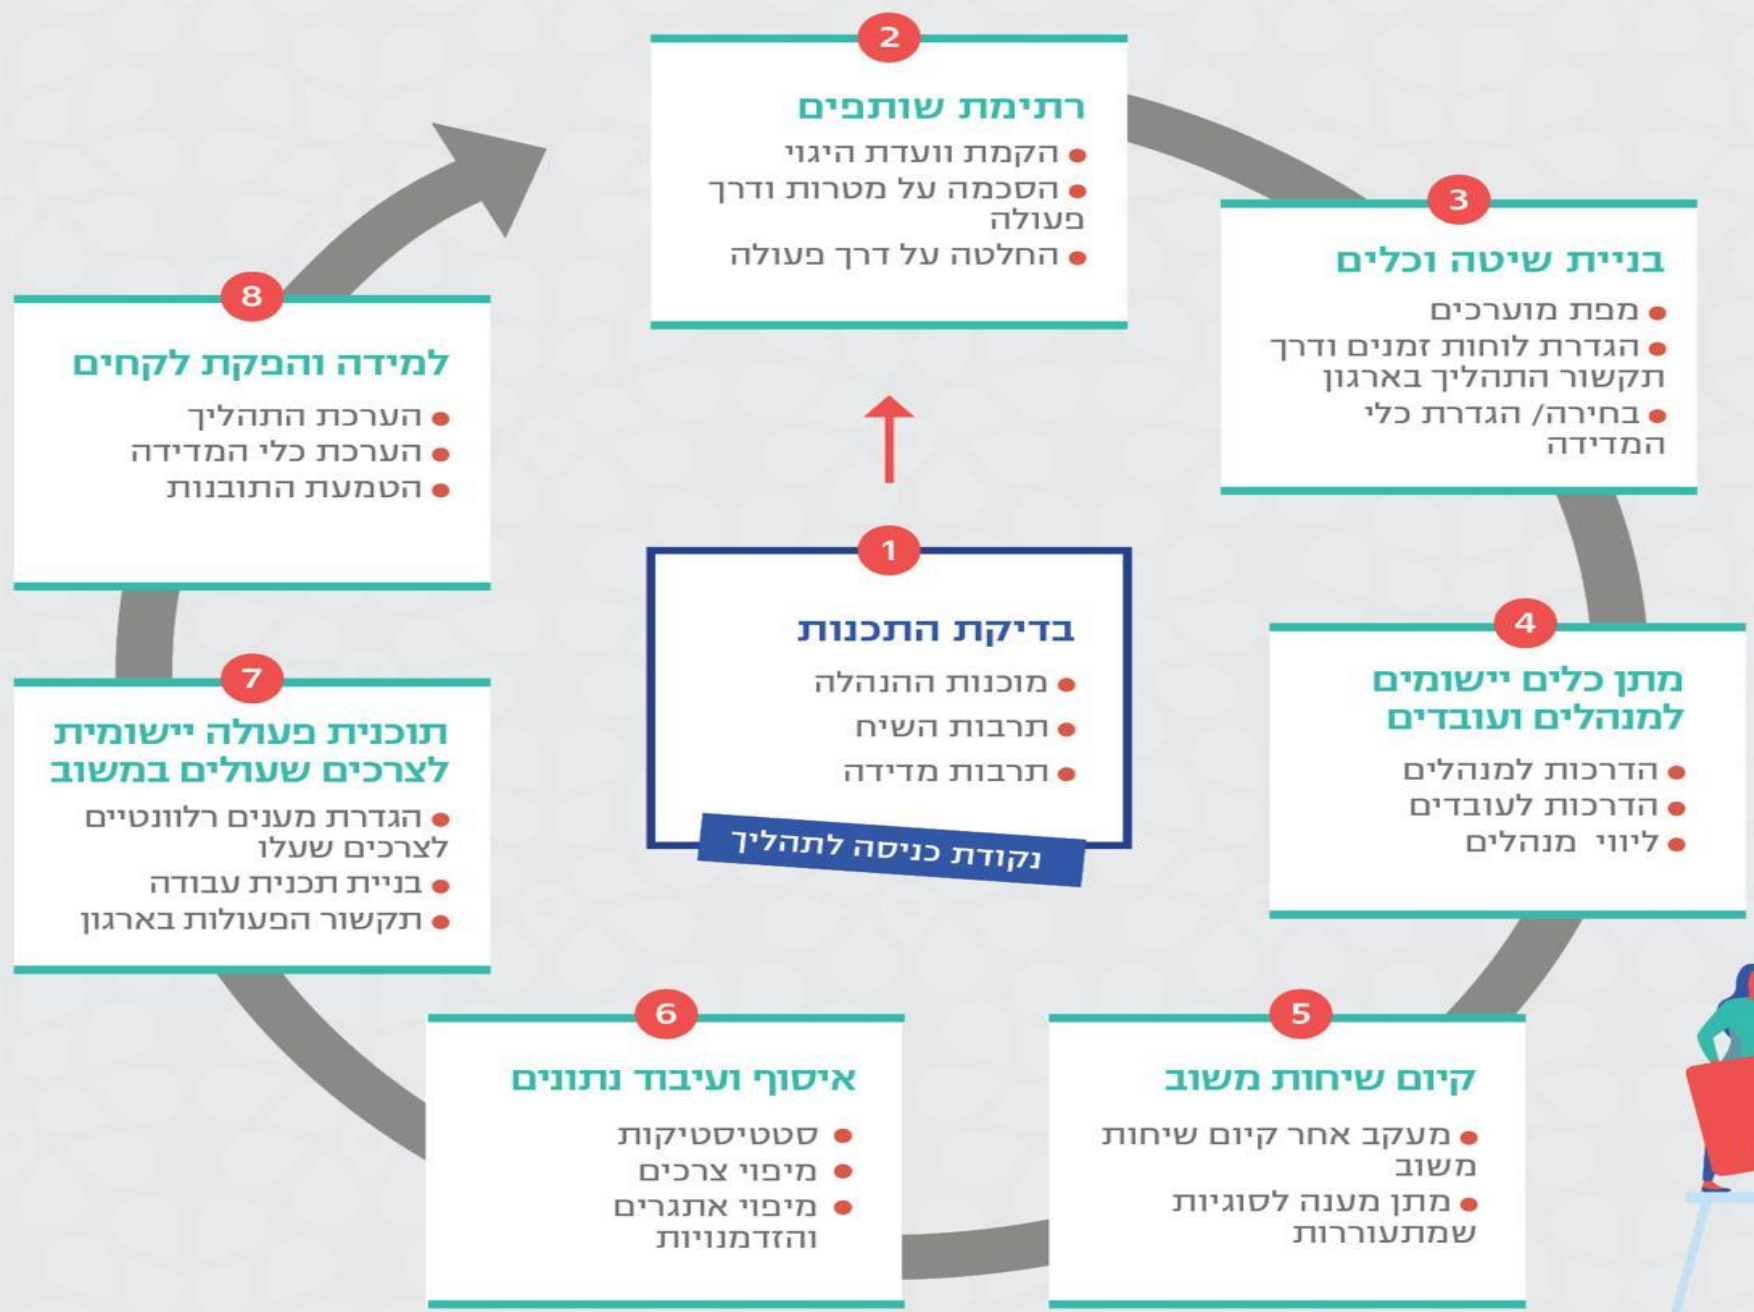 1
בדיקת התכנות
• מוכנות ההנהלה
• תרבות השיח
• תרבות מדידה
נקודת כניסה לתהליך
2
רתימת שותפים
• הקמת וועדת היגוי
• הסכמה על מטרות ודרך
פעולה
• החלטה על דרך פעולה
3
בניית שיטה וכלים
• מפת מוערכים
• הגדרת לוחות זמנים ודרך
תקשור התהליך בארגון
• בחירה/ הגדרת כלי
המדידה
4
מתן כלים יישומים
למנהלים ועובדים
• הדרכות למנהלים
• הדרכות לעובדים
• ליווי מנהלים
5
קיום שיחות משוב
• מעקב אחר קיום שיחות
משוב
• מתן מענה לסוגיות
שמתעוררות
6
איסוף ועיבוד נתונים
• סטטיסטיקות
• מיפוי צרכים
• מיפוי אתגרים
והזדמנויות
7
תוכנית פעולה יישומית
לצרכים שעולים במשוב
• הגדרת מענים רלוונטיים
לצרכים שעלו
• בניית תכנית עבודה
• תקשור הפעולות בארגון
8
למידה והפקת לקחים
• הערכת התהליך
• הערכת כלי המדידה
• הטמעת התובנות